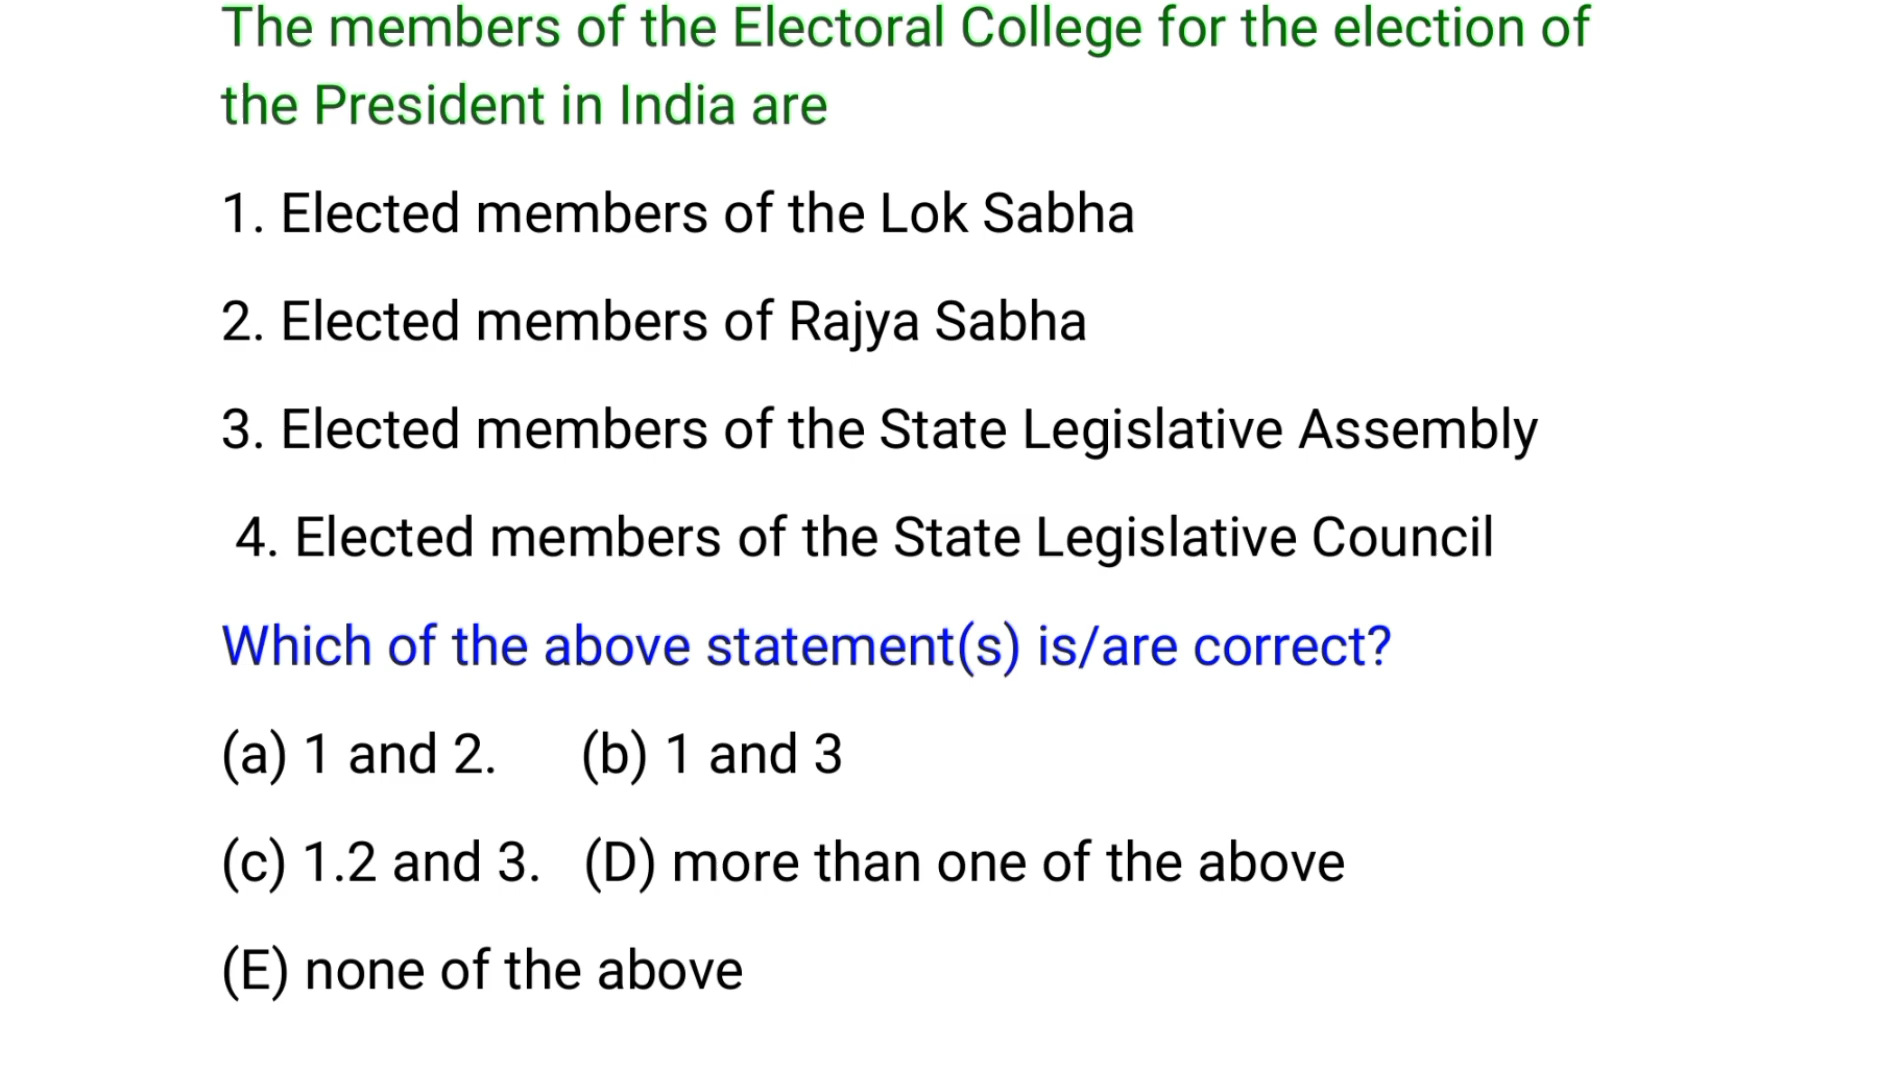 The members of the Electoral College for the election of
the President in India are
1. Elected members of the Lok Sabha
2. Elected members of Rajya Sabha
3. Elected members of the State Legislative Assembly
4. Elected members of the State Legislative Council
Which of the above statement(s) is/are correct?
(a) 1 and 2. (b) 1 and 3
(c) 1.2 and 3. (D) more than one of the above
(E) none of the above